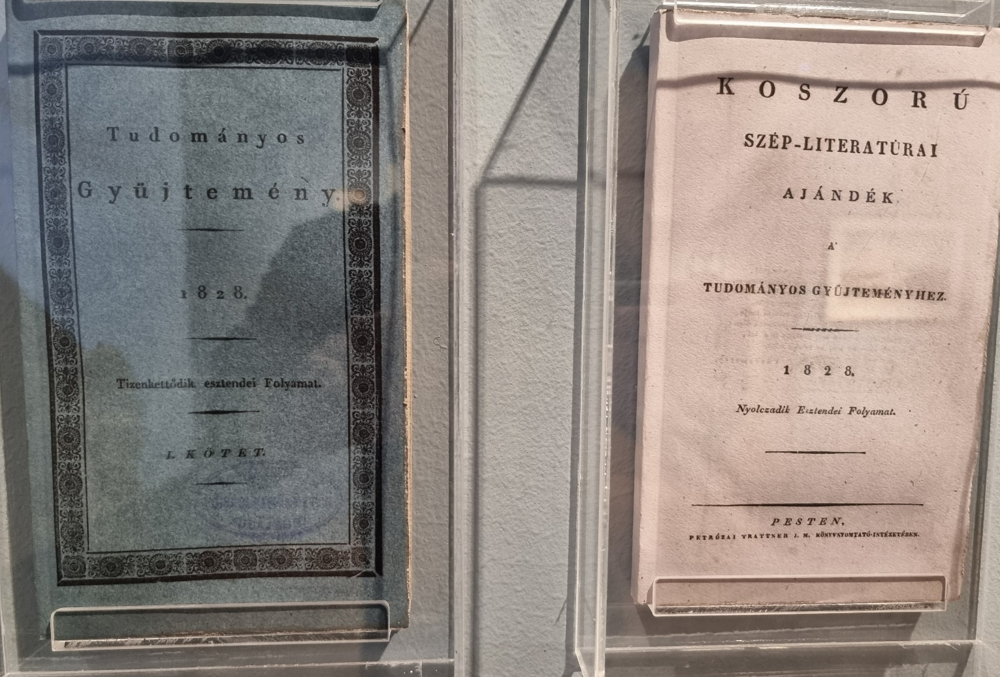 Tudományos
Gyűjtemény.
1828.
Tizenkettődik esztendei Folyamat.
I. KÖTET.
KOSZORÚ
SZÉP-LITERATÚRAI
AJÁNDÉK
A'
TUDOMÁNYOS GYŰJTEMÉNYHEZ.
1828.
Nyolczadik Esztendei Folyamat.
PESTEN,
PETRÓZAI TRATTNER J. M. KÖNYVNYOMTATÓ-INTÉZETÉBEN.